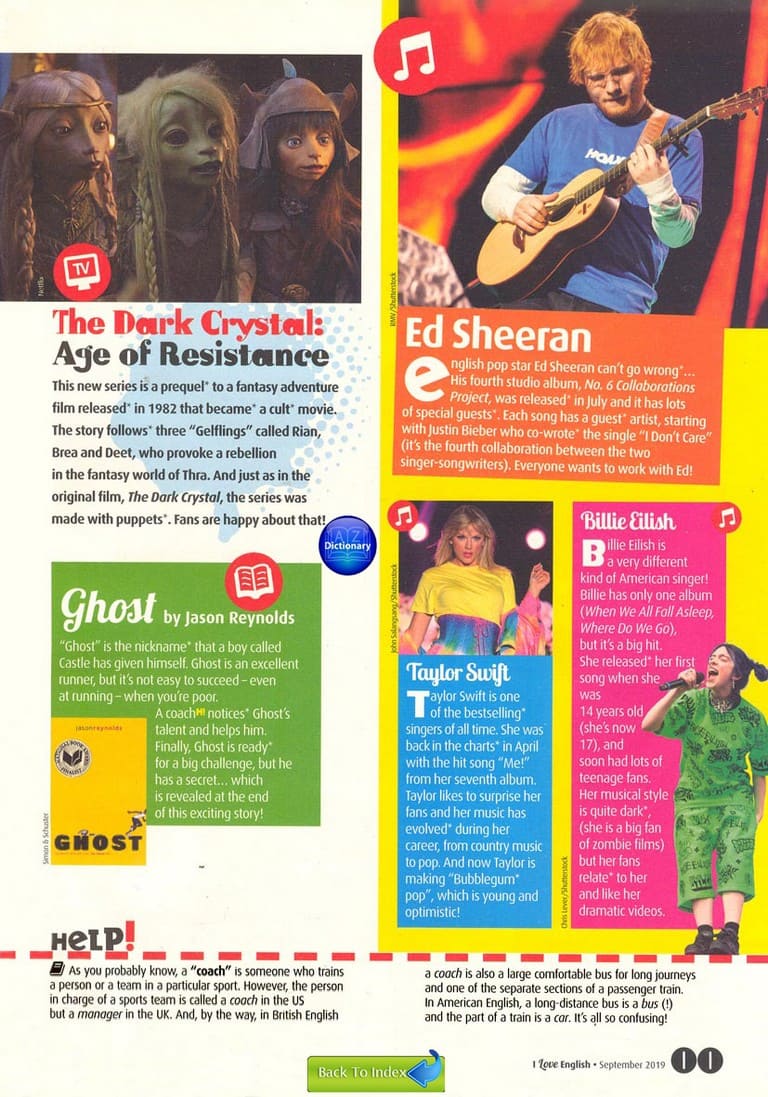 Netflix
TV
The Dark Crystal:
Age of Resistance
This new series is a prequel* to a fantasy adventure
film released* in 1982 that became* a cult* movie.
The story follows* three “Gelflings” called Rian,
Brea and Deet, who provoke a rebellion
in the fantasy world of Thra. And just as in the
original film, The Dark Crystal, the series was
made with puppets*. Fans are happy about that!
A Z
Dictionary
Ghost by Jason Reynolds
“Ghost” is the nickname* that a boy called
Castle has given himself. Ghost is an excellent
runner, but it’s not easy to succeed – even
at running – when you’re poor.
A coachH! notices* Ghost’s
talent and helps him.
Finally, Ghost is ready*
for a big challenge, but he
has a secret... which
is revealed at the end
of this exciting story!
jasonreynolds
NATIONAL BOOK AWARD
FINALIST
GHOST
Simon & Schuster
RMV/Shutterstock
Ed Sheeran
English pop star Ed Sheeran can’t go wrong*...
His fourth studio album, No. 6 Collaborations
Project, was released* in July and it has lots
of special guests*. Each song has a guest* artist, starting
with Justin Bieber who co-wrote* the single “I Don’t Care”
(it’s the fourth collaboration between the two
singer-songwriters). Everyone wants to work with Ed!
John Salangsang/Shutterstock
Taylor Swift
Taylor Swift is one
of the bestselling*
singers of all time. She was
back in the charts* in April
with the hit song “Me!”
from her seventh album.
Taylor likes to surprise her
fans and her music has
evolved* during her
career, from country music
to pop. And now Taylor is
making “Bubblegum*
pop”, which is young and
optimistic!
Billie Eilish
Billie Eilish is
a very different
kind of American singer!
Billie has only one album
(When We All Fall Asleep,
Where Do We Go),
but it’s a big hit.
She released* her first
song when she
was
14 years old
(she’s now
17), and
soon had lots of
teenage fans.
Her musical style
is quite dark*,
(she is a big fan
of zombie films)
but her fans
relate* to her
and like her
dramatic videos.
Chris Lever/Shutterstock
HELP!
As you probably know, a “coach” is someone who trains
a person or a team in a particular sport. However, the person
in charge of a sports team is called a coach in the US
but a manager in the UK. And, by the way, in British English
a coach is also a large comfortable bus for long journeys
and one of the separate sections of a passenger train.
In American English, a long-distance bus is a bus (!)
and the part of a train is a car. It’s all so confusing!
Back To Index
I Love English • September 2019 11